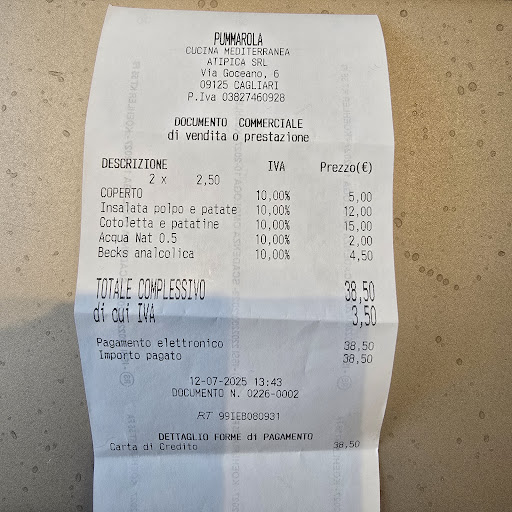 PUMMAROLA
CUCINA MEDITERRANEA
ATIPICA SRL
Via Goceano, 6
09125 CAGLIARI
P.Iva 03827460928
DOCUMENTO COMMERCIALE
di vendita o prestazione
DESCRIZIONE IVA Prezzo(€)
2 x 2,50
COPERTO 10,00% 5,00
Insalata polpo e patate 10,00% 12,00
Cotoletta e patatine 10,00% 15,00
Acqua Nat 0.5 10,00% 2,00
Becks analcolica 10,00% 4,50
TOTALE COMPLESSIVO 38,50
di cui IVA 3,50
Pagamento elettronico 38,50
Importo pagato 38,50
12-07-2025 13:43
DOCUMENTO N. 0226-0002
RT 99IEB080931
DETTAGLIO FORME di PAGAMENTO
Carta di Credito 38,50